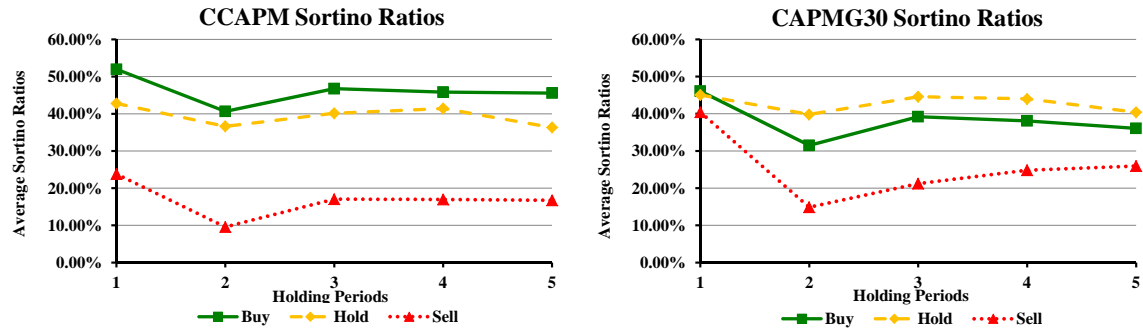 CCAPM Sortino Ratios
Average Sortino Ratios
60.00%
50.00%
40.00%
30.00%
20.00%
10.00%
0.00%
1 2 3 4 5
Holding Periods
Buy Hold Sell
CAPMG30 Sortino Ratios
Average Sortino Ratios
60.00%
50.00%
40.00%
30.00%
20.00%
10.00%
0.00%
1 2 3 4 5
Holding Periods
Buy Hold Sell